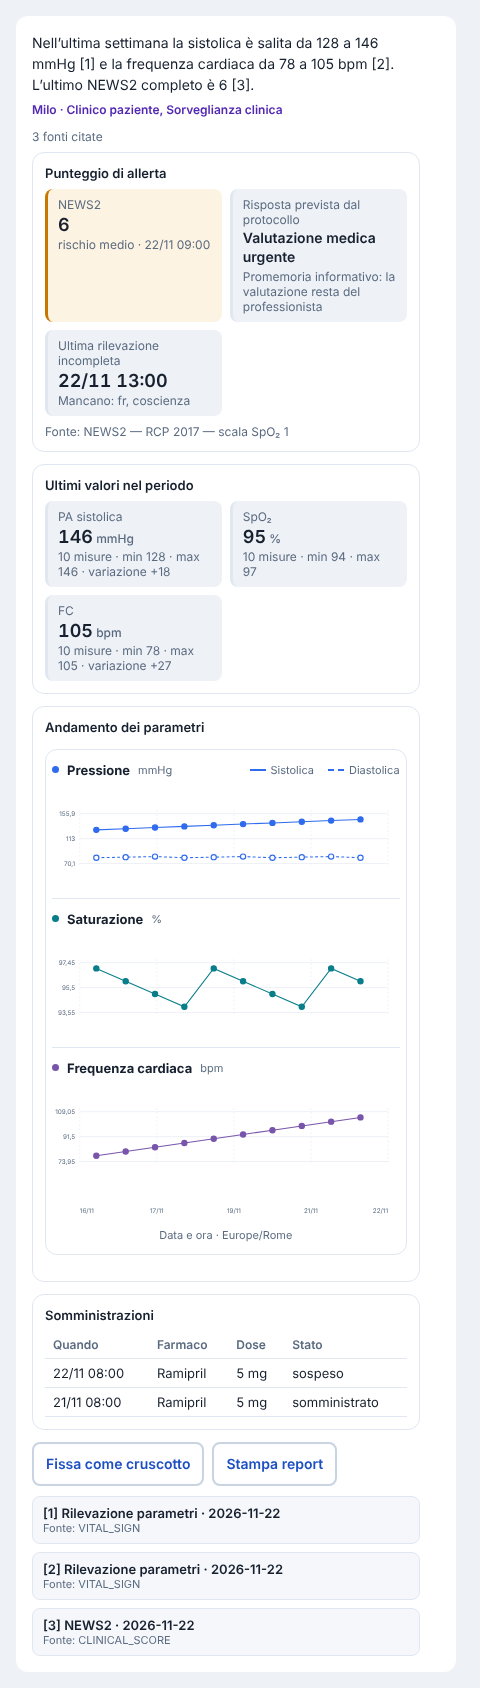 Nell'ultima settimana la sistolica è salita da 128 a 146
mmHg [1] e la frequenza cardiaca da 78 a 105 bpm [2].
L'ultimo NEWS2 completo è 6 [3].
Milo · Clinico paziente, Sorveglianza clinica
3 fonti citate
Punteggio di allerta
NEWS2
6
rischio medio · 22/11 09:00
Risposta prevista dal
protocollo
Valutazione medica
urgente
Promemoria informativo: la
valutazione resta del
professionista
Ultima rilevazione
incompleta
22/11 13:00
Mancano: fr, coscienza
Fonte: NEWS2 — RCP 2017 — scala SpO₂ 1
Ultimi valori nel periodo
PA sistolica
146 mmHg
10 misure · min 128 · max
146 · variazione +18
SpO₂
95 %
10 misure · min 94 · max
97
FC
105 bpm
10 misure · min 78 · max
105 · variazione +27
Andamento dei parametri
Pressione mmHg Sistolica Diastolica
155,9
113
70,1
Saturazione %
97,45
95,5
93,55
Frequenza cardiaca bpm
109,05
91,5
73,95
16/11 17/11 19/11 21/11 22/11
Data e ora · Europe/Rome
Somministrazioni
Quando Farmaco Dose Stato
22/11 08:00 Ramipril 5 mg sospeso
21/11 08:00 Ramipril 5 mg somministrato
Fissa come cruscotto Stampa report
[1] Rilevazione parametri · 2026-11-22
Fonte: VITAL_SIGN
[2] Rilevazione parametri · 2026-11-22
Fonte: VITAL_SIGN
[3] NEWS2 · 2026-11-22
Fonte: CLINICAL_SCORE